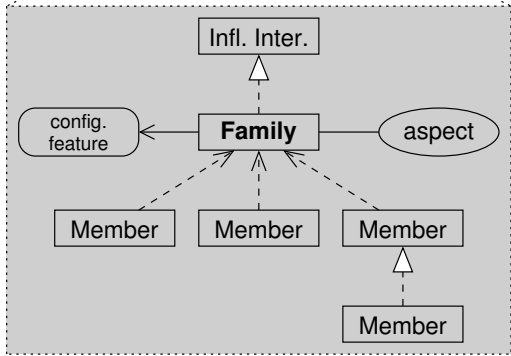 Infl. Inter.
config.
feature
Family
aspect
Member
Member
Member
Member